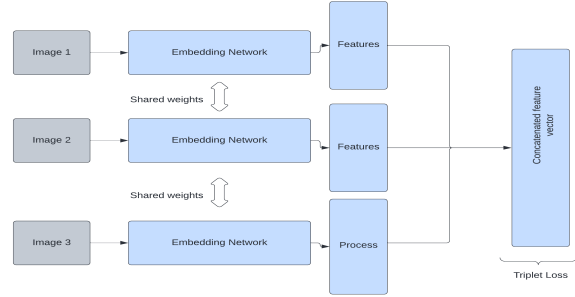 Image 1
Embedding Network
Features
Shared weights
Image 2
Embedding Network
Features
Shared weights
Image 3
Embedding Network
Process
Concatenated feature
vector
Triplet Loss